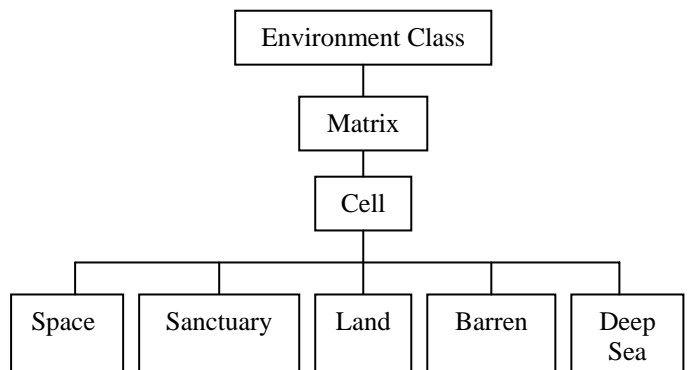 Environment Class
Matrix
Cell
Space
Sanctuary
Land
Barren
Deep
Sea